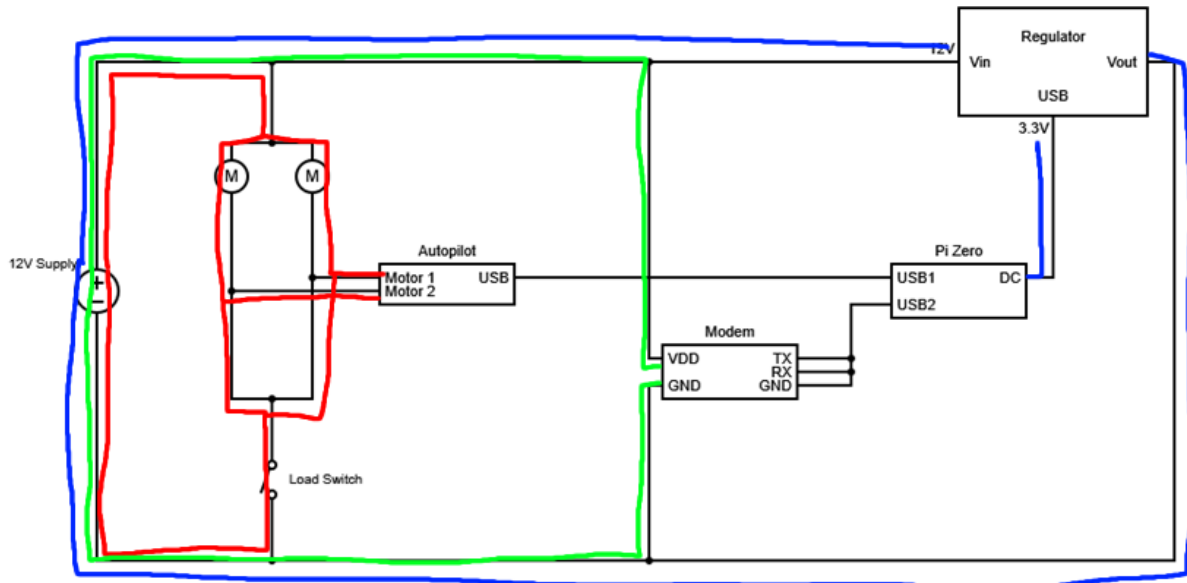 Regulator
12V
Vin Vout
USB
3.3V
M M
12V Supply
+
−
Autopilot
Motor 1 USB
Motor 2
Pi Zero
USB1 DC
USB2
Modem
VDD TX
RX
GND GND
Load Switch